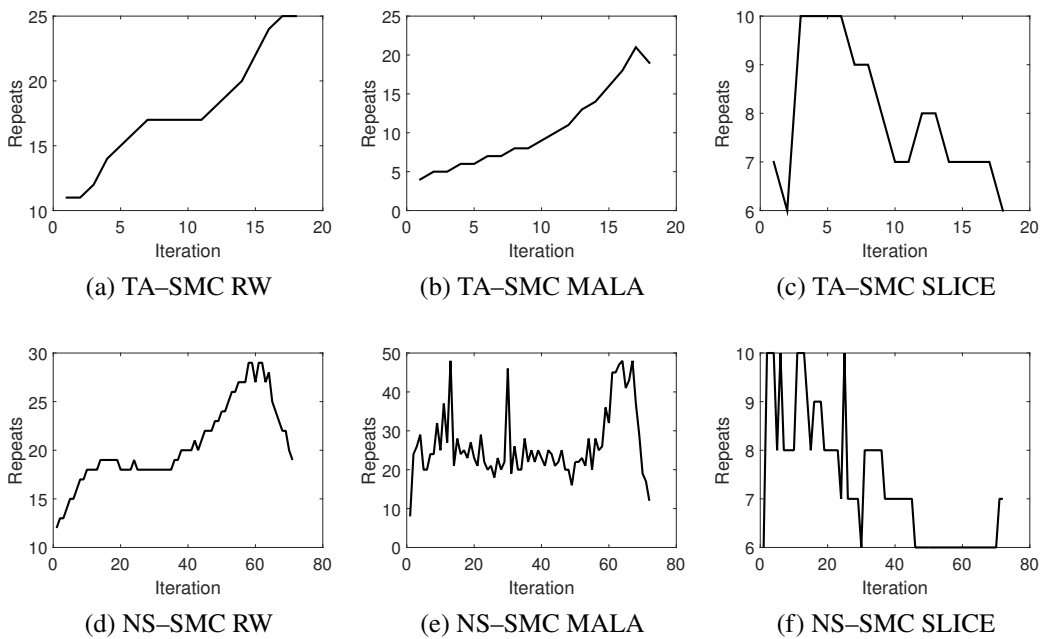 25
20
15
10
Repeats
0 5 10 15 20
Iteration
(a) TA–SMC RW
25
20
15
10
5
0
Repeats
0 5 10 15 20
Iteration
(b) TA–SMC MALA
10
9
8
7
6
Repeats
0 5 10 15 20
Iteration
(c) TA–SMC SLICE
30
25
20
15
10
Repeats
0 20 40 60 80
Iteration
(d) NS–SMC RW
50
40
30
20
10
0
Repeats
0 20 40 60 80
Iteration
(e) NS–SMC MALA
10
9
8
7
6
Repeats
0 20 40 60 80
Iteration
(f) NS–SMC SLICE